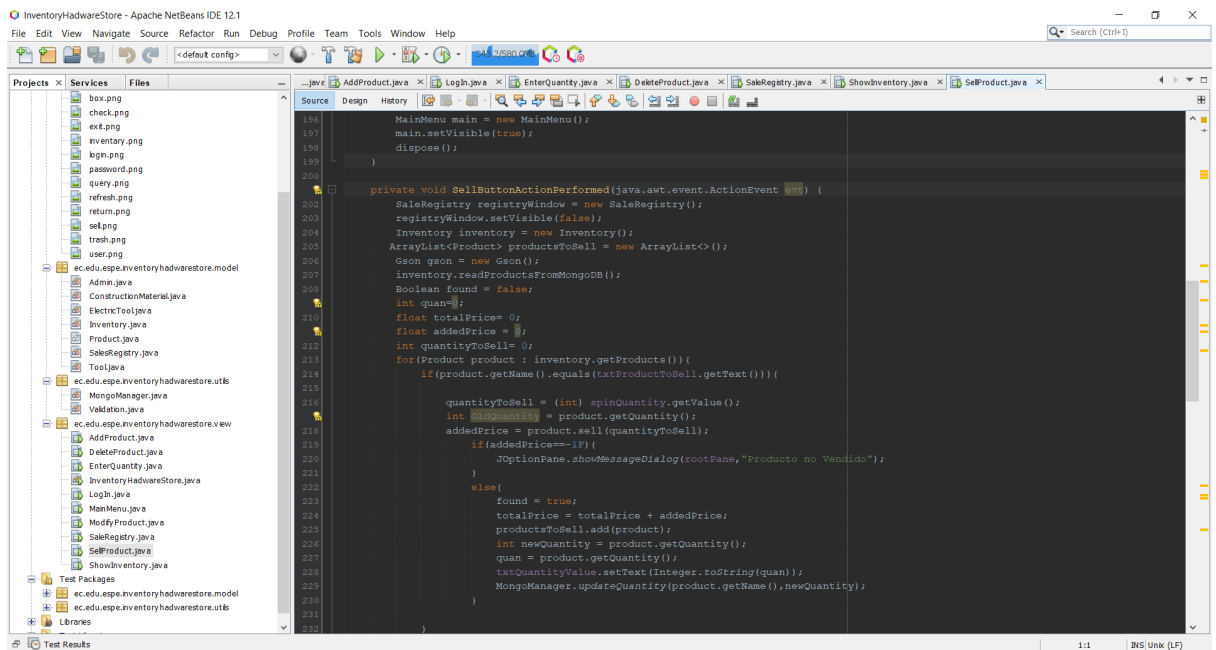 InventoryHadwareStore - Apache NetBeans IDE 12.1
File Edit View Navigate Source Refactor Run Debug Profile Team Tools Window Help
Search (Ctrl+I)
<default config>
Projects Services Files
...java AddProduct.java LogIn.java EnterQuantity.java DeleteProduct.java SaleRegistry.java ShowInventory.java SellProduct.java
Source Design History
box.png
check.png
exit.png
inventary.png
login.png
password.png
query.png
refresh.png
return.png
sell.png
trash.png
user.png
ec.edu.espe.inventoryhadwarestore.model
Admin.java
ConstructionMaterial.java
ElectricTool.java
Inventory.java
Product.java
SalesRegistry.java
Tool.java
ec.edu.espe.inventoryhadwarestore.utils
MongoManager.java
Validation.java
ec.edu.espe.inventoryhadwarestore.view
AddProduct.java
DeleteProduct.java
EnterQuantity.java
InventoryHardwareStore.java
LogIn.java
MainMenu.java
ModifyProduct.java
SaleRegistry.java
SellProduct.java
ShowInventory.java
Test Packages
ec.edu.espe.inventoryhadwarestore.model
ec.edu.espe.inventoryhadwarestore.utils
Libraries
196 MainMenu main = new MainMenu();
197 main.setVisible(true);
198 dispose();
199 }
200
private void SellButtonActionPerformed(java.awt.event.ActionEvent evt) {
202 SaleRegistry registryWindow = new SaleRegistry();
203 registryWindow.setVisible(false);
204 Inventory inventory = new Inventory();
205 ArrayList<Product> productsToSell = new ArrayList<>();
206 Gson gson = new Gson();
207 inventory.readProductsFromMongoDB();
208 Boolean found = false;
int quan=0;
210 float totalPrice= 0;
float addedPrice = 0;
212 int quantityToSell= 0;
213 for(Product product : inventory.getProducts()){
214 if(product.getName().equals(txtProductToSell.getText())){
215
216 quantityToSell = (int) spinQuantity.getValue();
int OldQuantity = product.getQuantity();
218 addedPrice = product.sell(quantityToSell);
219 if(addedPrice==-1F){
220 JOptionPane.showMessageDialog(rootPane,"Producto no Vendido");
221 }
222 else{
223 found = true;
224 totalPrice = totalPrice + addedPrice;
225 productsToSell.add(product);
226 int newQuantity = product.getQuantity();
227 quan = product.getQuantity();
228 txtQuantityValue.setText(Integer.toString(quan));
229 MongoManager.updateQuantity(product.getName(),newQuantity);
230 }
231
232 }
Test Results
1:1 INS Unix (LF)